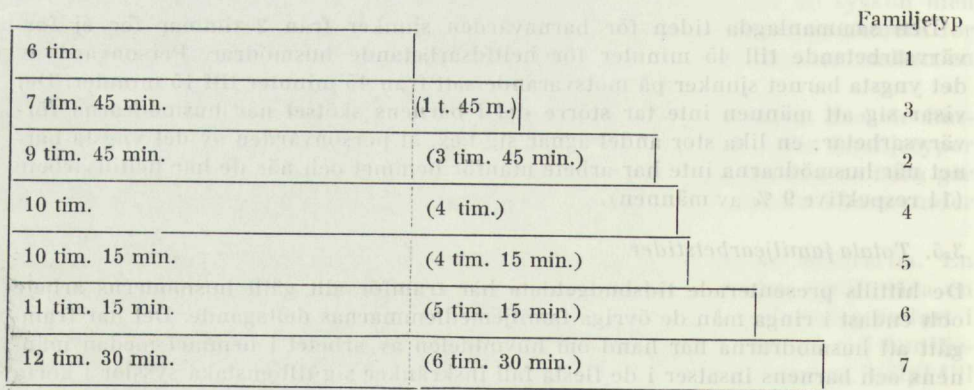 Familjetyp
6 tim. 1
7 tim. 45 min. (1 t. 45 m.) 3
9 tim. 45 min. (3 tim. 45 min.) 2
10 tim. (4 tim.) 4
10 tim. 15 min. (4 tim. 15 min.) 5
11 tim. 15 min. (5 tim. 15 min.) 6
12 tim. 30 min. (6 tim. 30 min.) 7